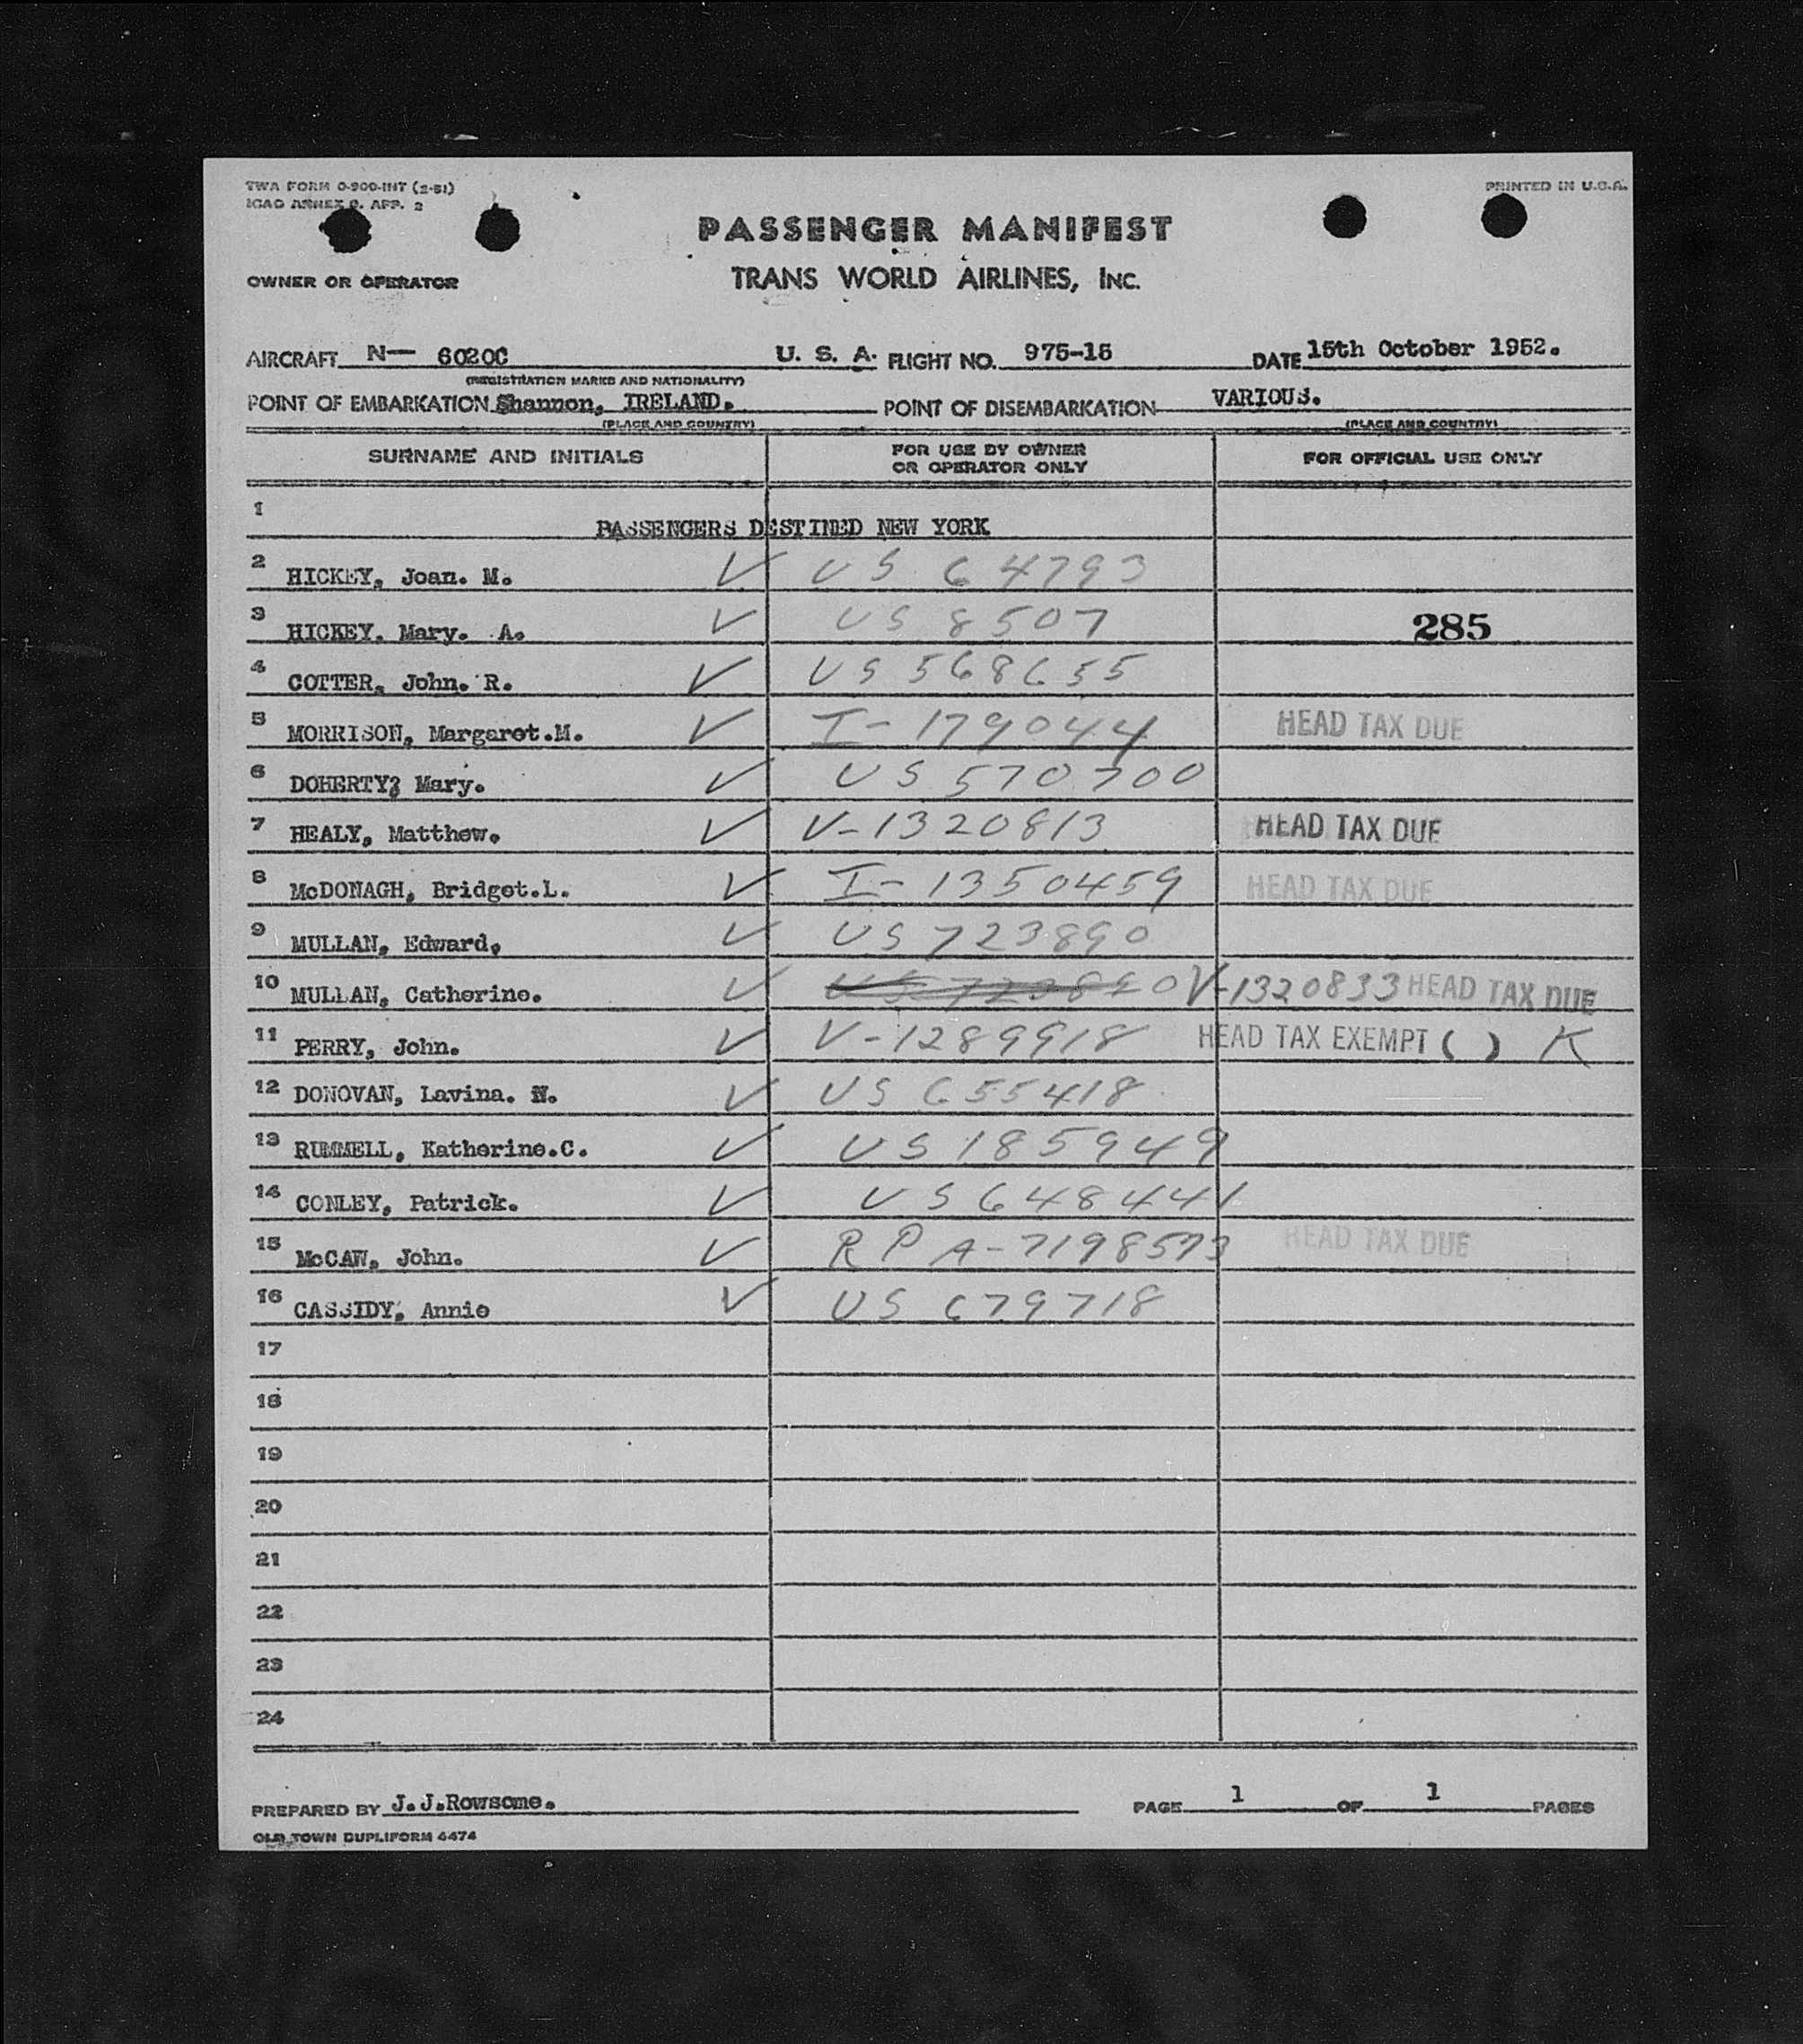 TWA FORM O-900-INT (2-51)
PRINTED IN U.S.A.
ICAO ANNEX 9. APP. 2
PASSENGER MANIFEST
OWNER OR OPERATOR
TRANS WORLD AIRLINES, INC.
AIRCRAFT N— 6020C U. S. A. FLIGHT NO. 975-15 DATE 15th October 1952.
(REGISTRATION MARKS AND NATIONALITY)
POINT OF EMBARKATION Shannon, IRELAND. POINT OF DISEMBARKATION VARIOUS.
(PLACE AND COUNTRY) (PLACE AND COUNTRY)
SURNAME AND INITIALS FOR USE BY OWNER OR OPERATOR ONLY FOR OFFICIAL USE ONLY
1 PASSENGERS DESTINED NEW YORK
2 HICKEY, Joan. M. ✓ US 64793
3 HICKEY. Mary. A. ✓ US 8507 285
4 COTTER, John. R. ✓ US 568655
5 MORRISON, Margaret.M. ✓ I-179044 HEAD TAX DUE
6 DOHERTY; Mary. ✓ US 570700
7 HEALY, Matthew. ✓ V-1320813 HEAD TAX DUE
8 McDONAGH, Bridget.L. ✓ I-1350459 HEAD TAX DUE
9 MULLAN, Edward, ✓ US 723890
10 MULLAN, Catherine. ✓ US 723890 V-1320833 HEAD TAX DUE
11 PERRY, John. ✓ V-1289918 HEAD TAX EXEMPT ( ) K
12 DONOVAN, Lavina. N. ✓ US 655418
13 RUMMELL, Katherine.C. ✓ US 185949
14 CONLEY, Patrick. ✓ US 648441
15 McCAW, John. ✓ R P A-7198573 HEAD TAX DUE
16 CASSIDY, Annie ✓ US 679718
17
18
19
20
21
22
23
24
PREPARED BY J.J.Rowsome. PAGE 1 OF 1 PAGES
OLD TOWN DUPLIFORM 4474